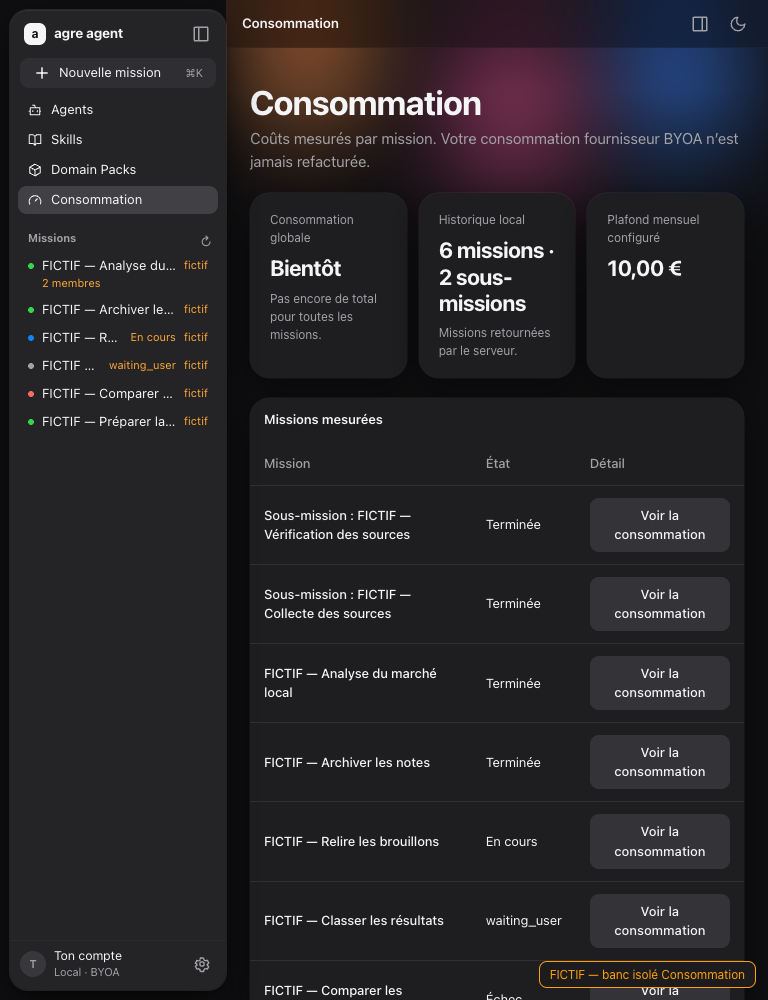 a agre agent
Nouvelle mission ⌘K
Agents
Skills
Domain Packs
Consommation
Missions
FICTIF — Analyse du... fictif
2 membres
FICTIF — Archiver le... fictif
FICTIF — R... En cours fictif
FICTIF ... waiting_user fictif
FICTIF — Comparer ... fictif
FICTIF — Préparer la... fictif
T Ton compte
Local · BYOA
Consommation
Consommation
Coûts mesurés par mission. Votre consommation fournisseur BYOA n’est
jamais refacturée.
Consommation
globale
Bientôt
Pas encore de total
pour toutes les
missions.
Historique local
6 missions ·
2 sous-
missions
Missions retournées
par le serveur.
Plafond mensuel
configuré
10,00 €
Missions mesurées
Mission État Détail
Sous-mission : FICTIF —
Vérification des sources
Terminée
Voir la
consommation
Sous-mission : FICTIF —
Collecte des sources
Terminée
Voir la
consommation
FICTIF — Analyse du marché
local
Terminée
Voir la
consommation
FICTIF — Archiver les notes
Terminée
Voir la
consommation
FICTIF — Relire les brouillons
En cours
Voir la
consommation
FICTIF — Classer les résultats
waiting_user
Voir la
consommation
FICTIF — Comparer les
Échec
Voir la
FICTIF — banc isolé Consommation